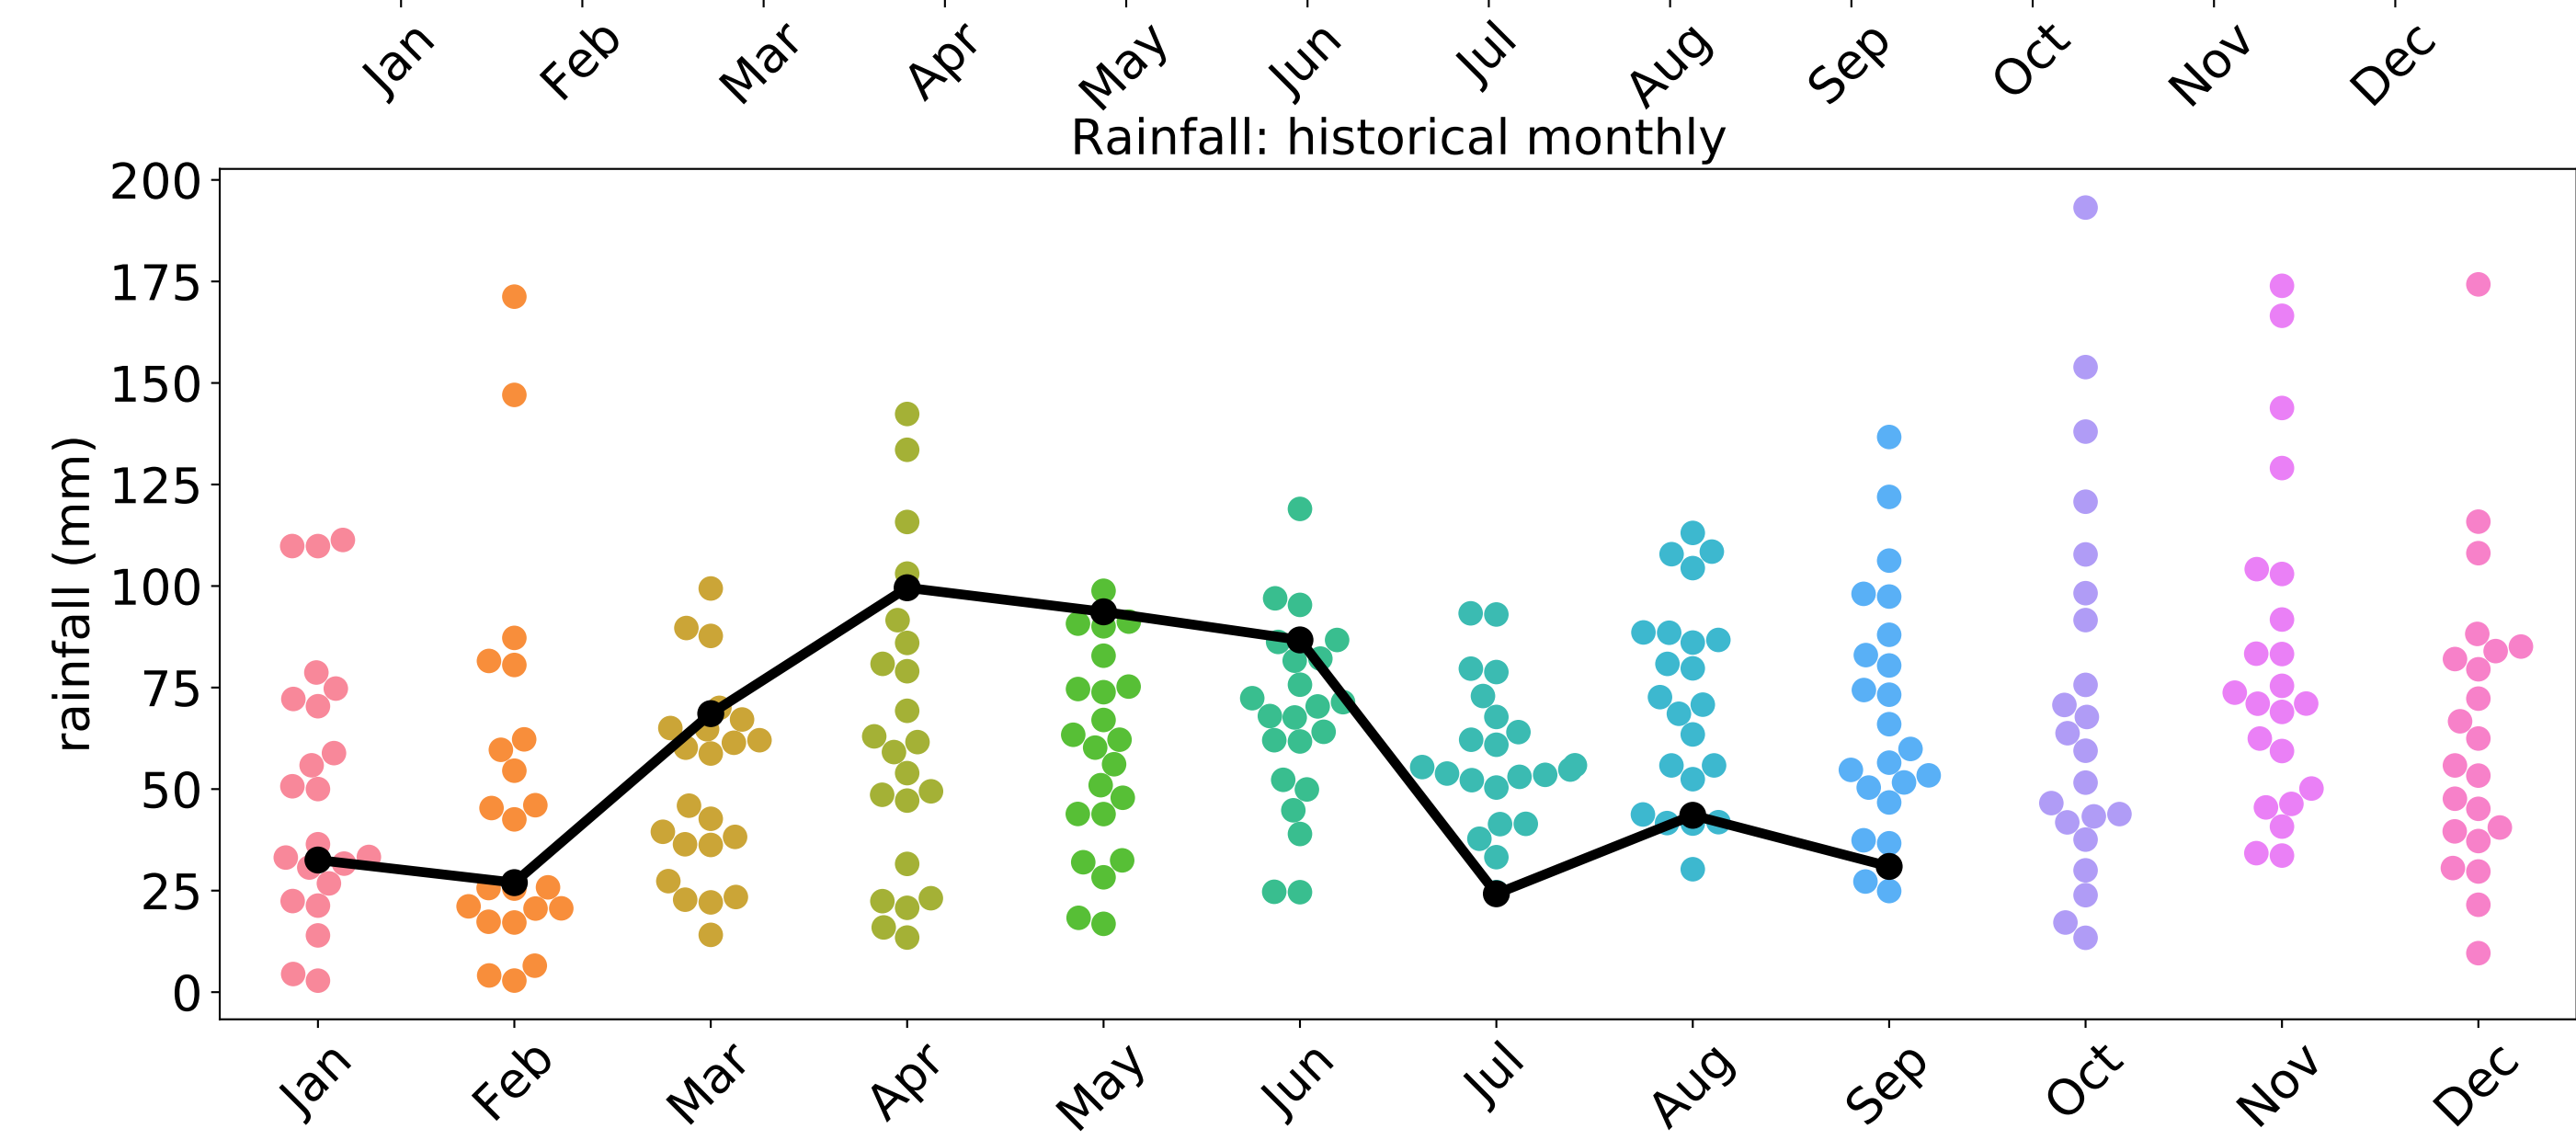 Jan Feb Mar Apr May Jun Jul Aug Sep Oct Nov Dec
Rainfall: historical monthly
200
175
150
125
100
75
50
25
0
rainfall (mm)
Jan Feb Mar Apr May Jun Jul Aug Sep Oct Nov Dec